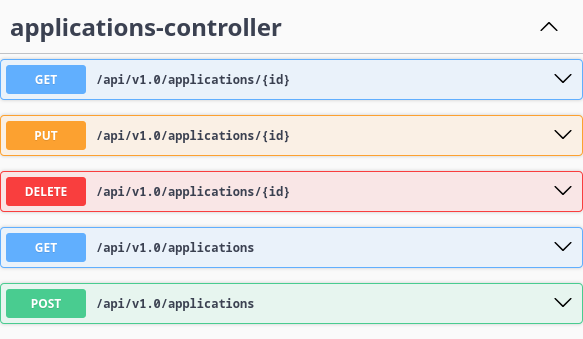 applications-controller
GET /api/v1.0/applications/{id}
PUT /api/v1.0/applications/{id}
DELETE /api/v1.0/applications/{id}
GET /api/v1.0/applications
POST /api/v1.0/applications